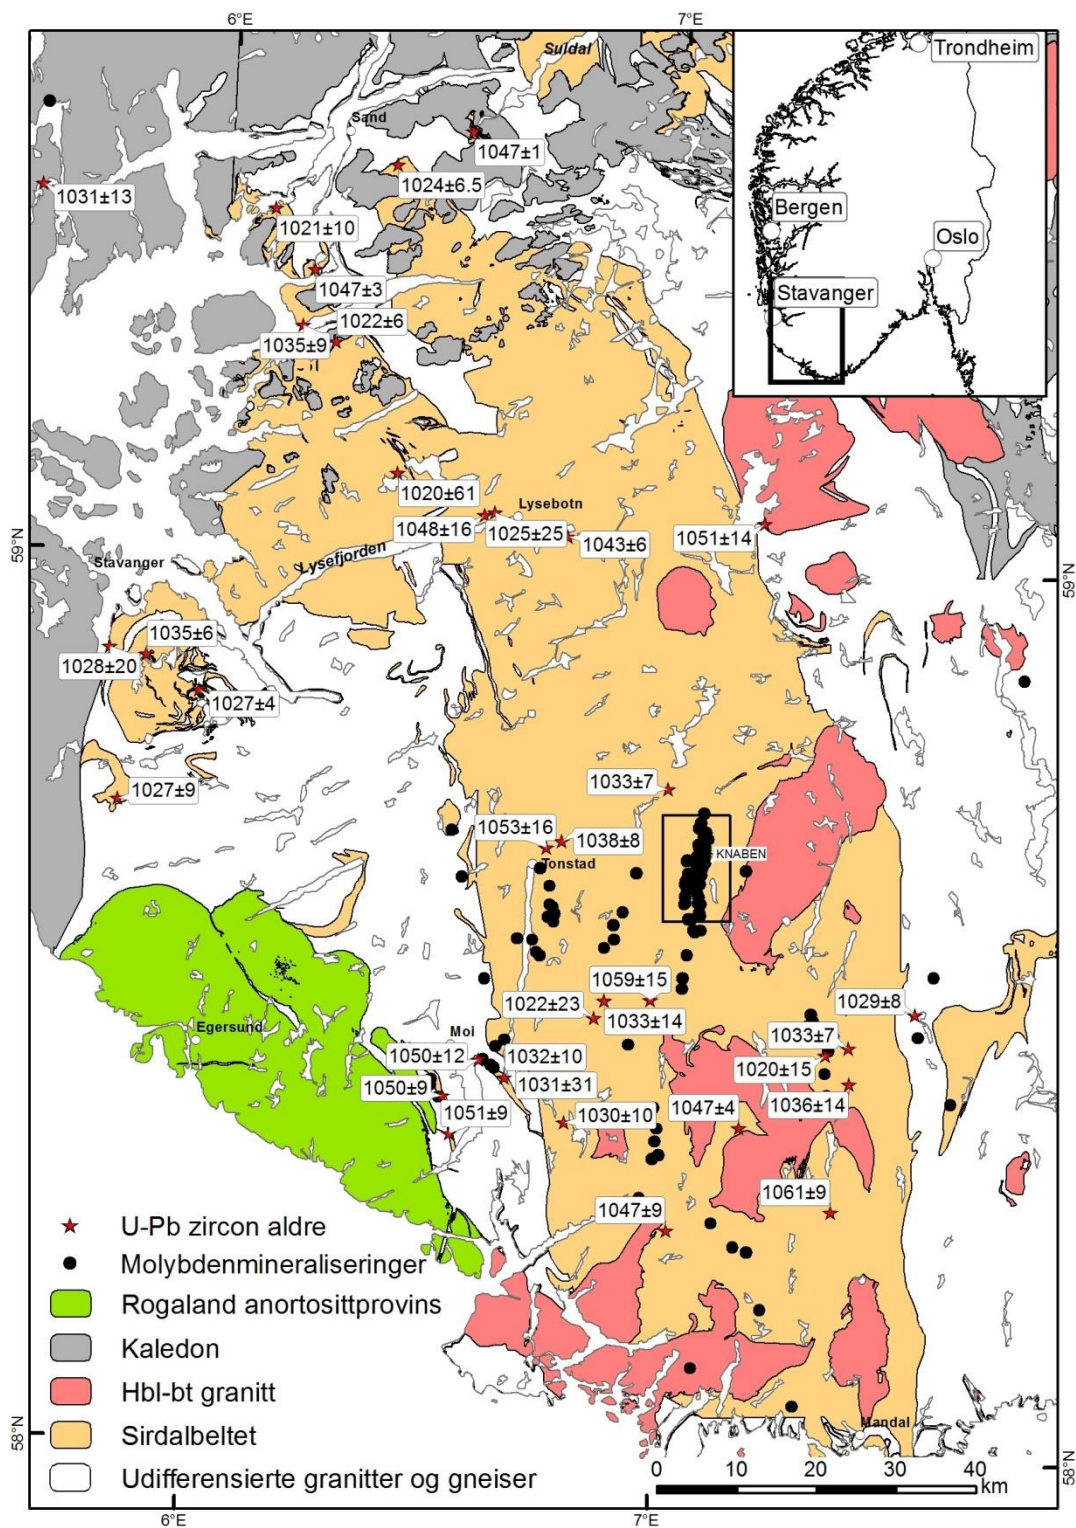 6°E
7°E
Suldal
Trondheim
Sand
1047±1
1024±6.5
1031±13
Bergen
1021±10
Oslo
1047±3
Stavanger
1022±6
1035±9
1020±61
Lysebotn
1048±16
1025±25
1043±6
1051±14
59°N
Lysefjorden
Stavanger
59°N
1035±6
1028±20
1027±4
1033±7
1027±9
1053±16
1038±8
Tonstad
KNABEN
1059±15
1022±23
1033±14
1029±8
Egersund
Moi
1033±7
1050±12
1032±10
1020±15
1050±9
1031±31
1036±14
1051±9
1030±10
1047±4
1061±9
1047±9
U-Pb zircon aldre
Molybdenmineraliseringer
Rogaland anortosittprovins
Kaledon
Hbl-bt granitt
Sirdalbeltet
Mandal
58°N
58°N
Udifferensierte granitter og gneiser
0 10 20 30 40
km
6°E
7°E